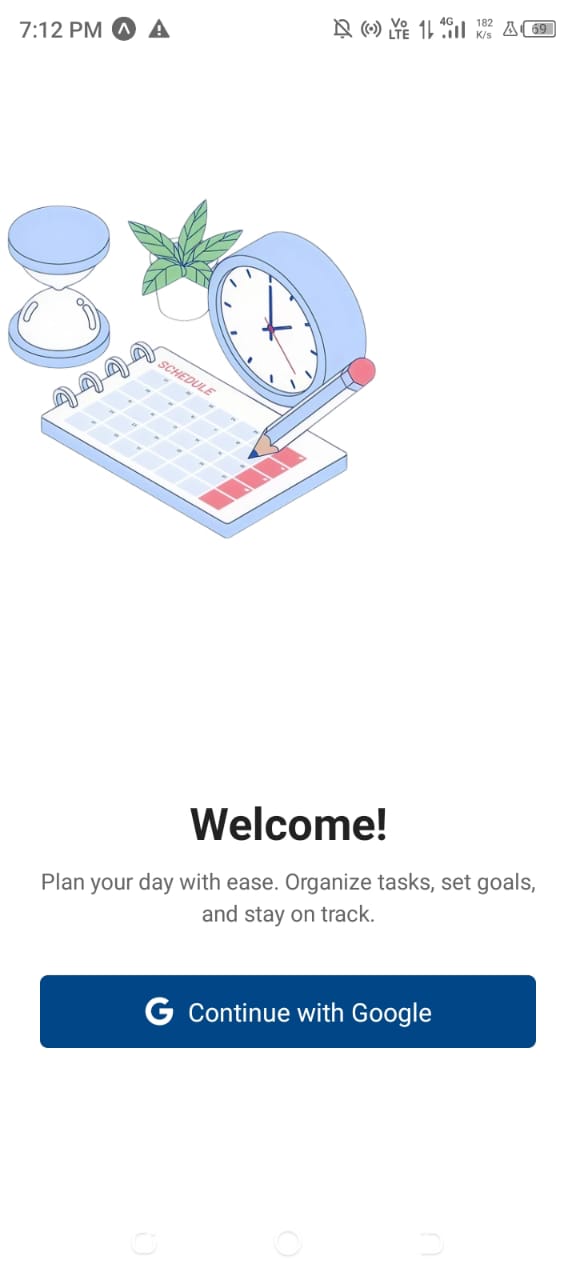 7:12 PM
Vo LTE
4G
182 K/s
69
SCHEDULE
Welcome!
Plan your day with ease. Organize tasks, set goals,
and stay on track.
G Continue with Google